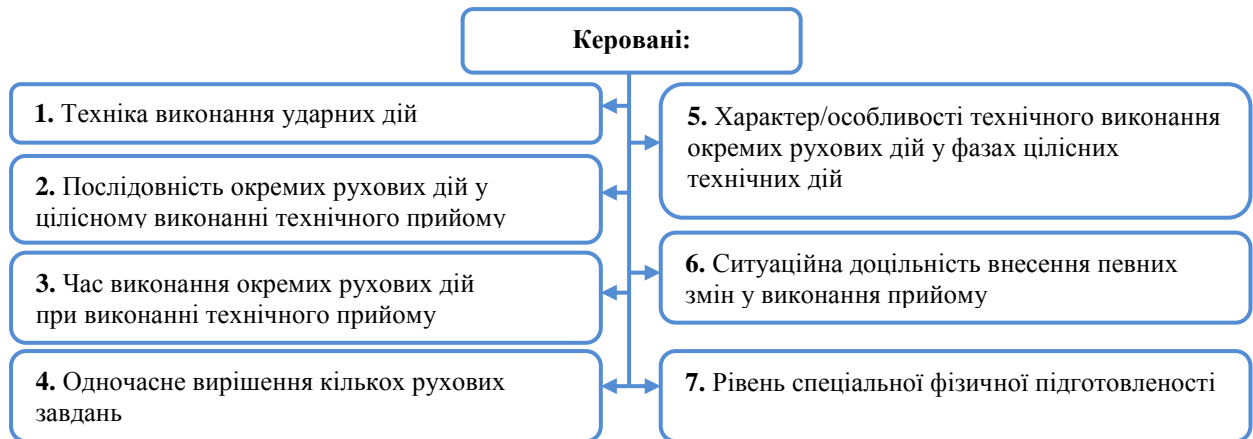 Керовані:
1. Техніка виконання ударних дій
2. Послідовність окремих рухових дій у
цілісному виконанні технічного прийому
3. Час виконання окремих рухових дій
при виконанні технічного прийому
4. Одночасне вирішення кількох рухових
завдань
5. Характер/особливості технічного виконання
окремих рухових дій у фазах цілісних
технічних дій
6. Ситуаційна доцільність внесення певних
змін у виконання прийому
7. Рівень спеціальної фізичної підготовленості